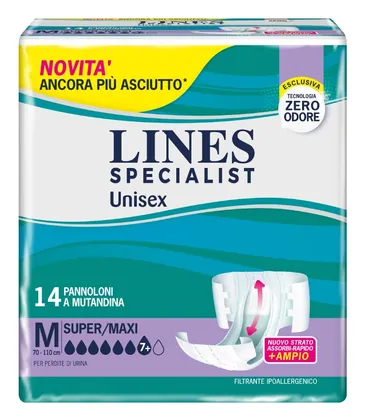 NOVITA'
ANCORA PIÙ ASCIUTTO*
ESCLUSIVA
TECNOLOGIA
ZERO
ODORE
LINES
SPECIALIST
Unisex
14 PANNOLONI
A MUTANDINA
M SUPER/MAXI
70 - 110 cm
7+
PER PERDITE DI URINA
NUOVO STRATO
ASSORBI-RAPIDO
+AMPIO
FILTRANTE IPOALLERGENICO